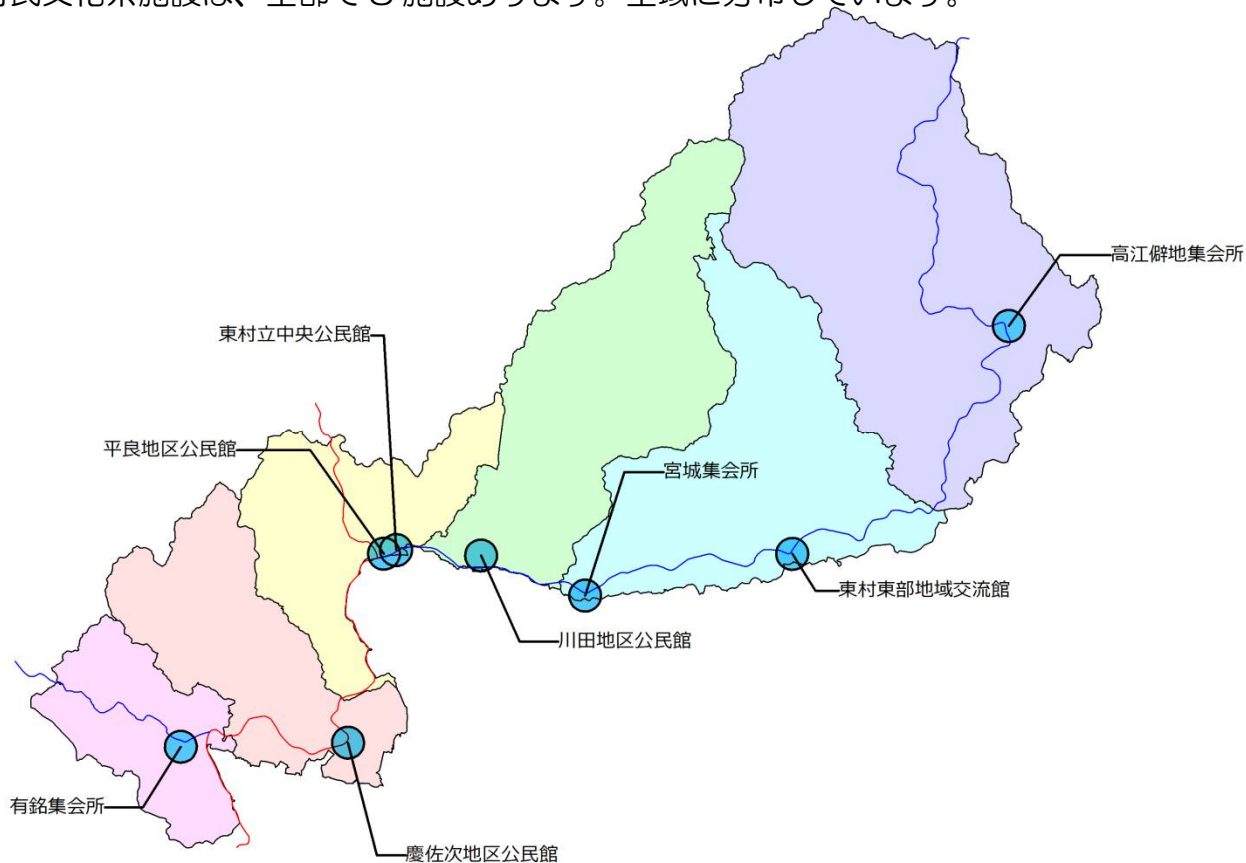 高江僻地集会所
東村立中央公民館
平良地区公民館
宮城集会所
東村東部地域交流館
川田地区公民館
有銘集会所
慶佐次地区公民館